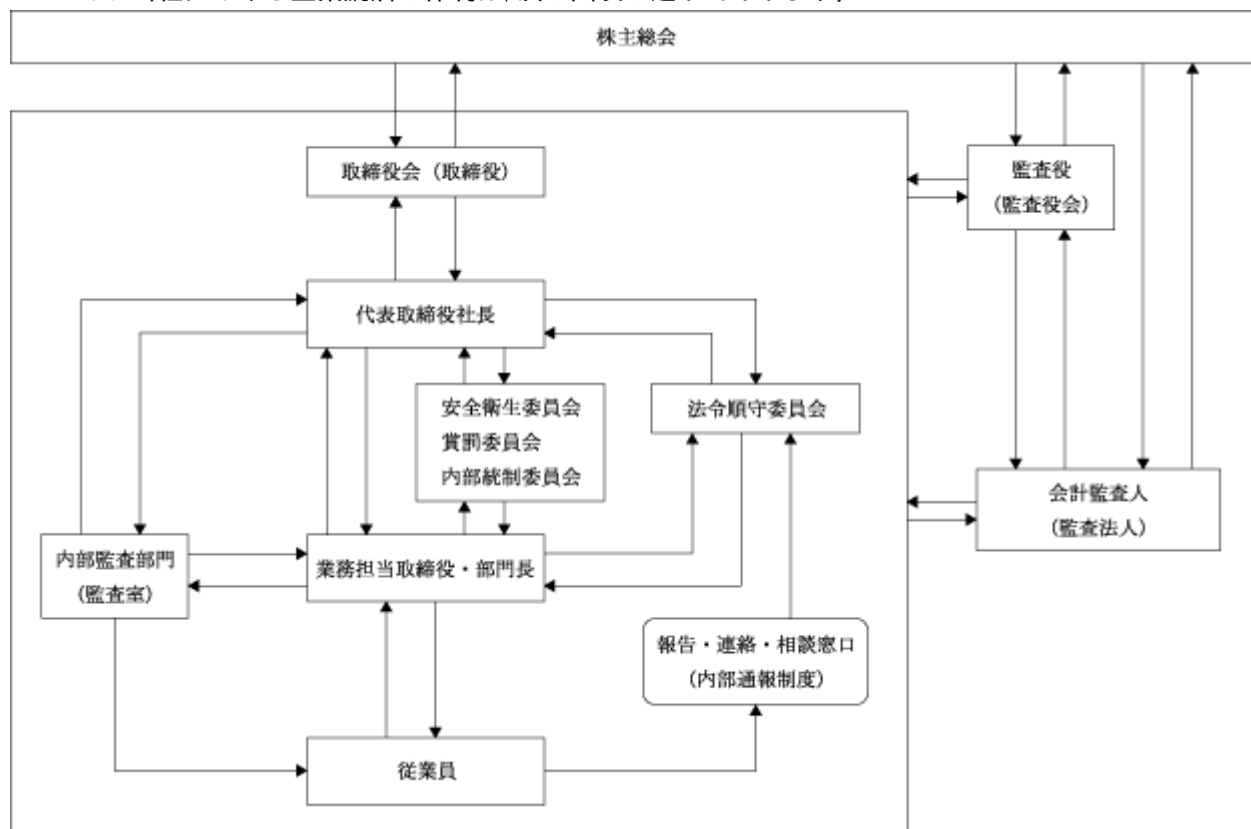 株主総会
取締役会（取締役）
監査役
（監査役会）
代表取締役社長
安全衛生委員会
賞罰委員会
内部統制委員会
法令順守委員会
会計監査人
（監査法人）
内部監査部門
（監査室）
業務担当取締役・部門長
報告・連絡・相談窓口
（内部通報制度）
従業員